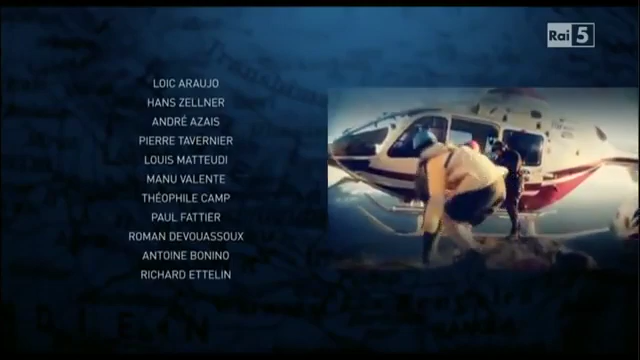 Rai 5
LOIC ARAUJO
HANS ZELLNER
ANDRÉ AZAIS
PIERRE TAVERNIER
LOUIS MATTEUDI
MANU VALENTE
THÉOPHILE CAMP
PAUL FATTIER
ROMAN DEVOUASSOUX
ANTOINE BONINO
RICHARD ETTELIN